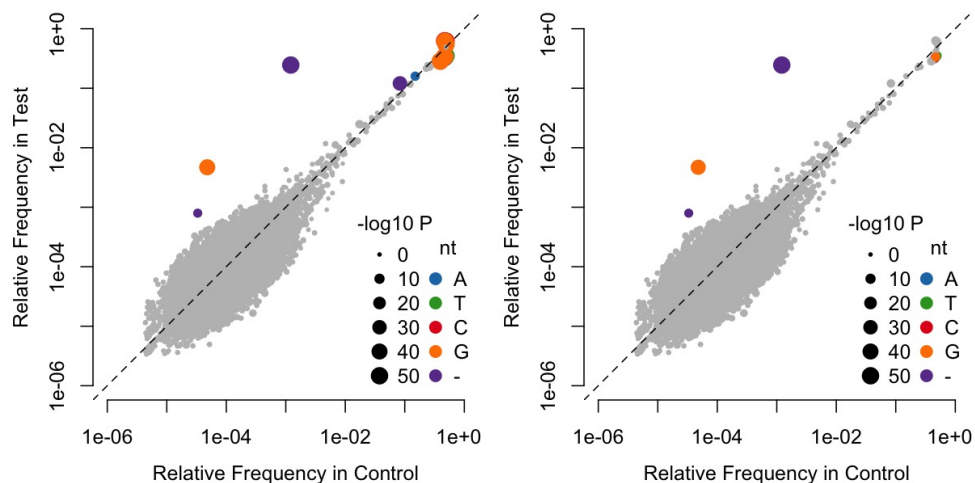 1e+0
1e-02
1e-04
1e-06
Relative Frequency in Test
-log10 P
nt
0
10 A
20 T
30 C
40 G
50 -
1e-06 1e-04 1e-02 1e+0
Relative Frequency in Control
1e+0
1e-02
1e-04
1e-06
Relative Frequency in Test
-log10 P
nt
0
10 A
20 T
30 C
40 G
50 -
1e-06 1e-04 1e-02 1e+0
Relative Frequency in Control